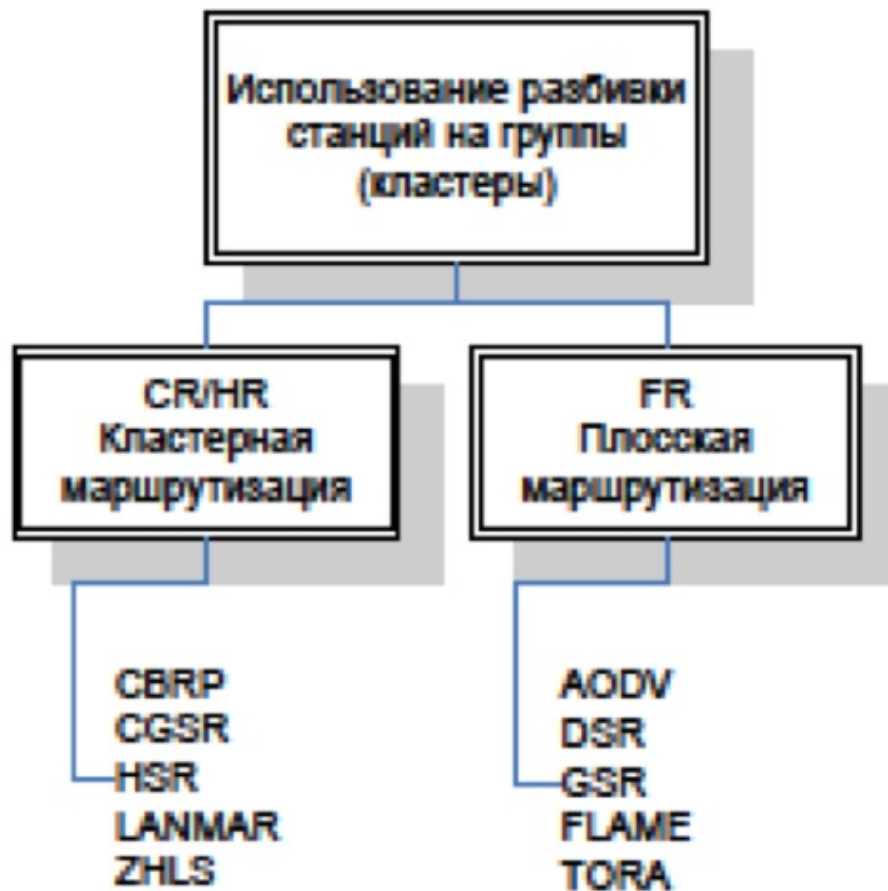 Использование разбивки
станций на группы
(кластеры)
CR/HR
Кластерная
маршрутизация
FR
Плосская
маршрутизация
CBRP
CGSR
HSR
LANMAR
ZHLS
AODV
DSR
GSR
FLAME
TORA